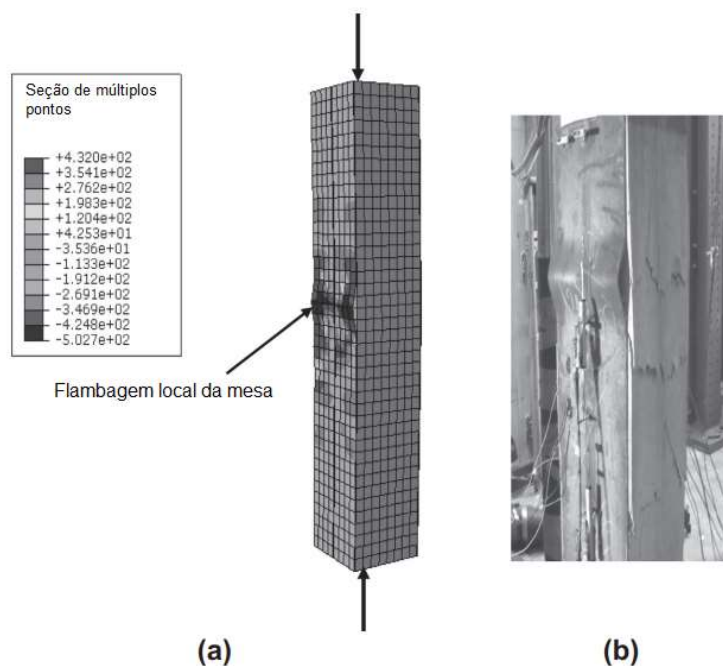 Seção de múltiplos
pontos
+4.320e+02
+3.541e+02
+2.762e+02
+1.983e+02
+1.204e+02
+4.253e+01
-3.536e+01
-1.133e+02
-1.912e+02
-2.691e+02
-3.469e+02
-4.248e+02
-5.027e+02
Flambagem local da mesa
(a)
(b)